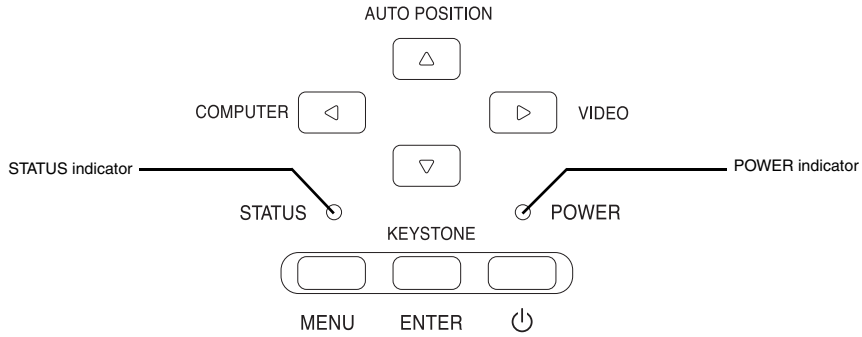 AUTO POSITION
COMPUTER
VIDEO
STATUS indicator
POWER indicator
STATUS
POWER
KEYSTONE
MENU
ENTER